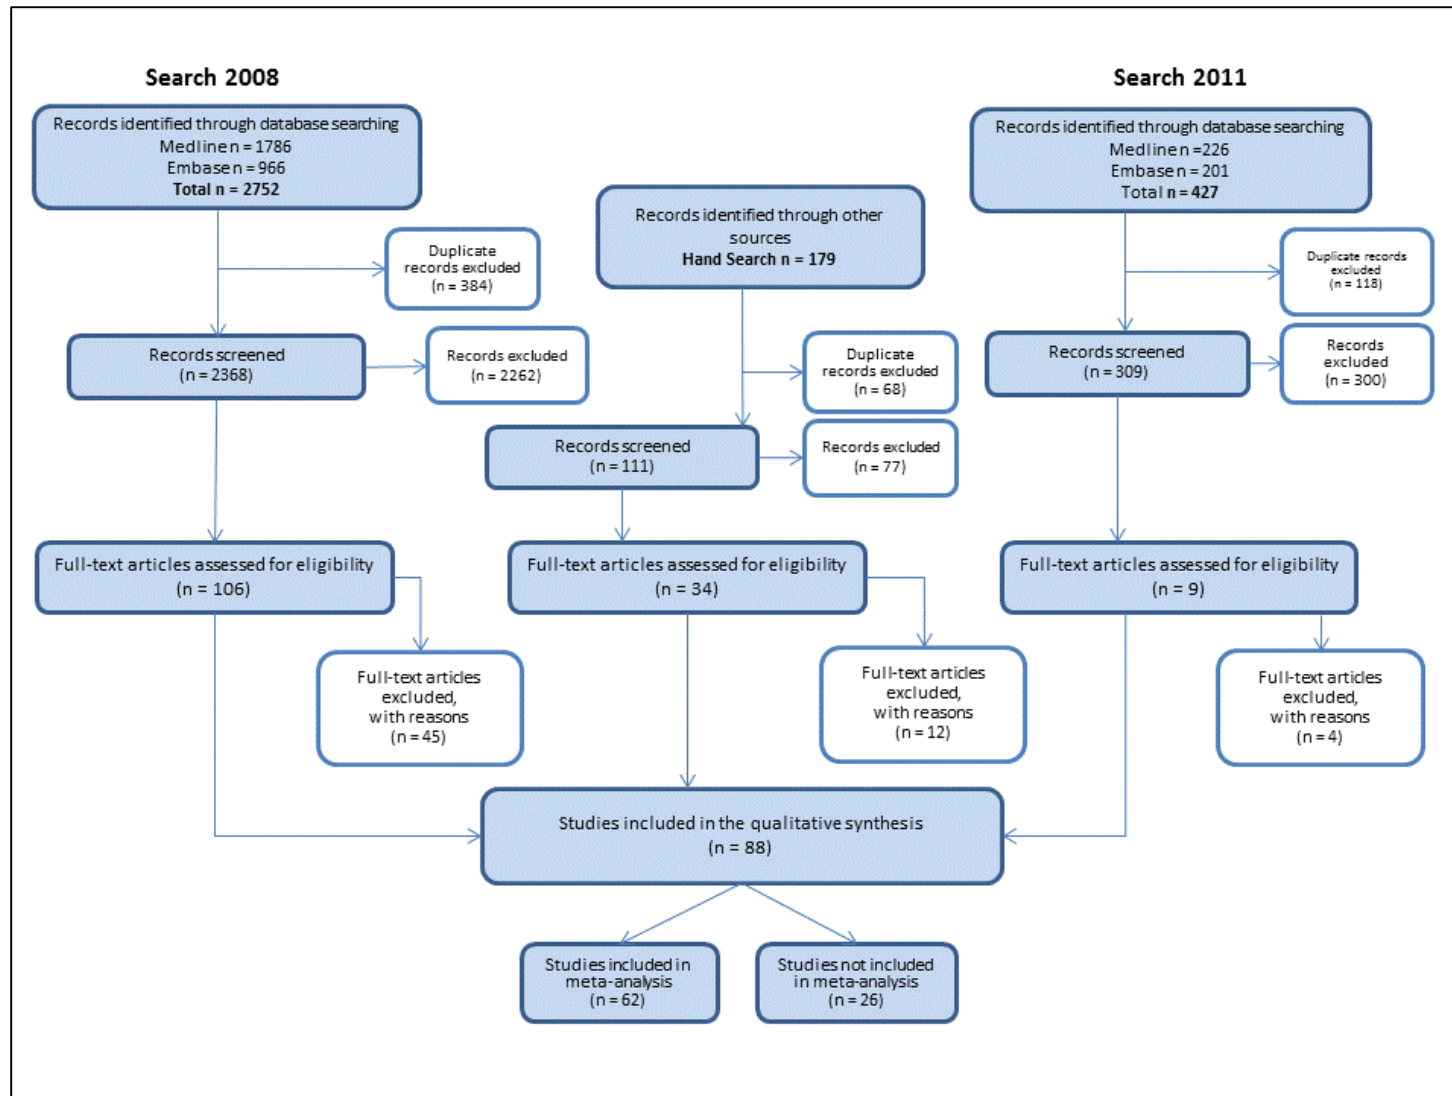 Search 2008
Records identified through database searching
Medline n = 1786
Embase n = 966
Total n = 2752
Duplicate
records excluded
(n = 384)
Records screened
(n = 2368)
Records excluded
(n = 2262)
Full-text articles assessed for eligibility
(n = 106)
Full-text articles
excluded,
with reasons
(n = 45)
Records identified through other
sources
Hand Search n = 179
Duplicate
records excluded
(n = 68)
Records screened
(n = 111)
Records excluded
(n = 77)
Full-text articles assessed for eligibility
(n = 34)
Full-text articles
excluded,
with reasons
(n = 12)
Search 2011
Records identified through database searching
Medline n =226
Embase n = 201
Total n = 427
Duplicate records
excluded
(n = 118)
Records screened
(n = 309)
Records
excluded
(n = 300)
Full-text articles assessed for eligibility
(n = 9)
Full-text articles
excluded,
with reasons
(n = 4)
Studies included in the qualitative synthesis
(n = 88)
Studies included in
meta-analysis
(n = 62)
Studies not included
in meta-analysis
(n = 26)